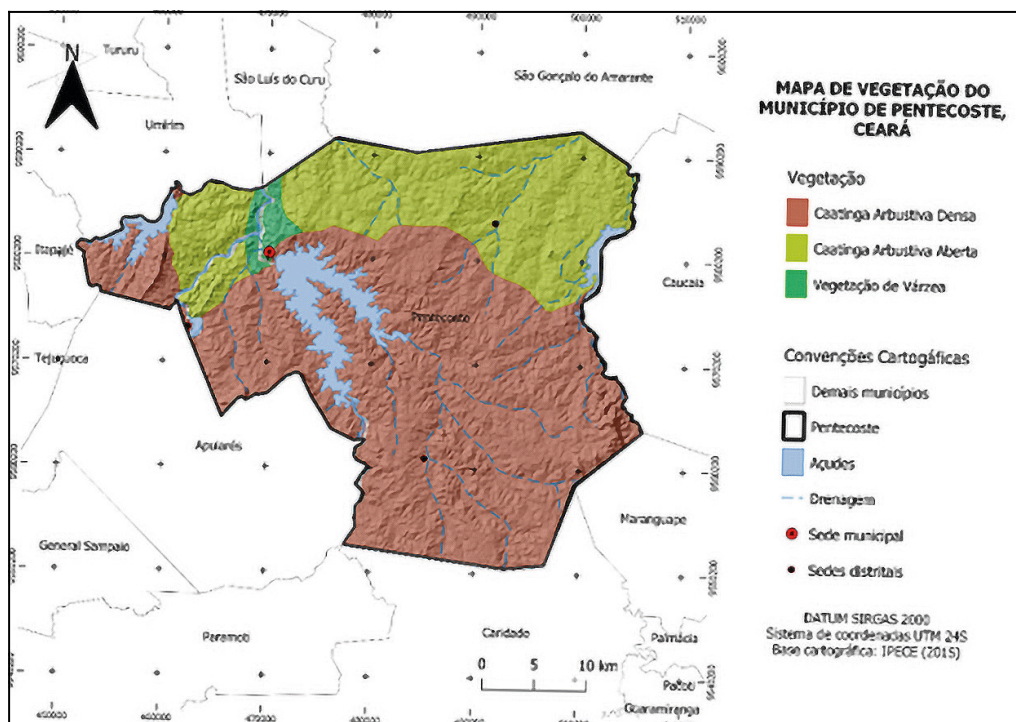 N
Tururu
São Luís do Curu
São Gonçalo do Amarante
Umirim
Itapajé
Caucaia
Pentecoste
Tejuçuoca
Apuiarés
Maranguape
General Sampaio
Paramoti
Caridade
Palmácia
Pacoti
Guaramiranga
0 5 10 km
MAPA DE VEGETAÇÃO DO
MUNICÍPIO DE PENTECOSTE,
CEARÁ
Vegetação
Caatinga Arbustiva Densa
Caatinga Arbustiva Aberta
Vegetação de Várzea
Convenções Cartogáficas
Demais municípios
Pentecoste
Açudes
Drenagem
Sede municipal
Sedes distritais
DATUM SIRGAS 2000
Sistema de coordenadas UTM 24S
Base cartográfica: IPECE (2015)